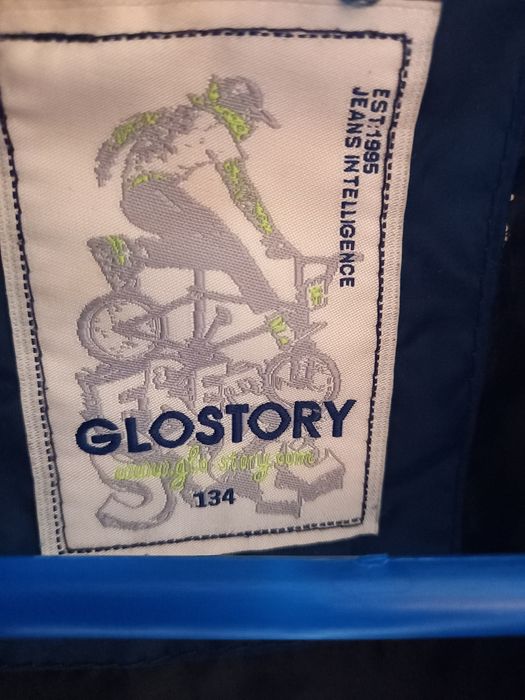 EST:1995
JEANS INTELLIGENCE
GLOSTORY
www.glo-story.com
134